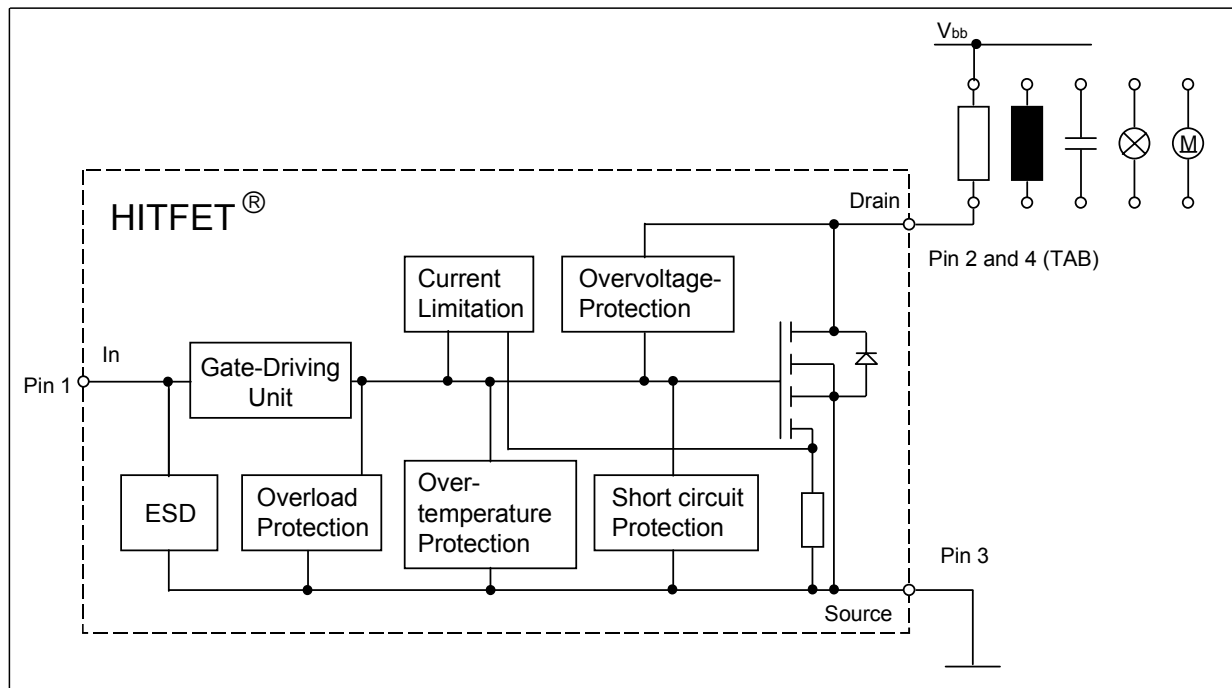 Vbb
M
HITFET ®
Drain
Pin 2 and 4 (TAB)
Current
Limitation
Overvoltage-
Protection
In
Pin 1
Gate-Driving
Unit
ESD
Overload
Protection
Over-
temperature
Protection
Short circuit
Protection
Pin 3
Source